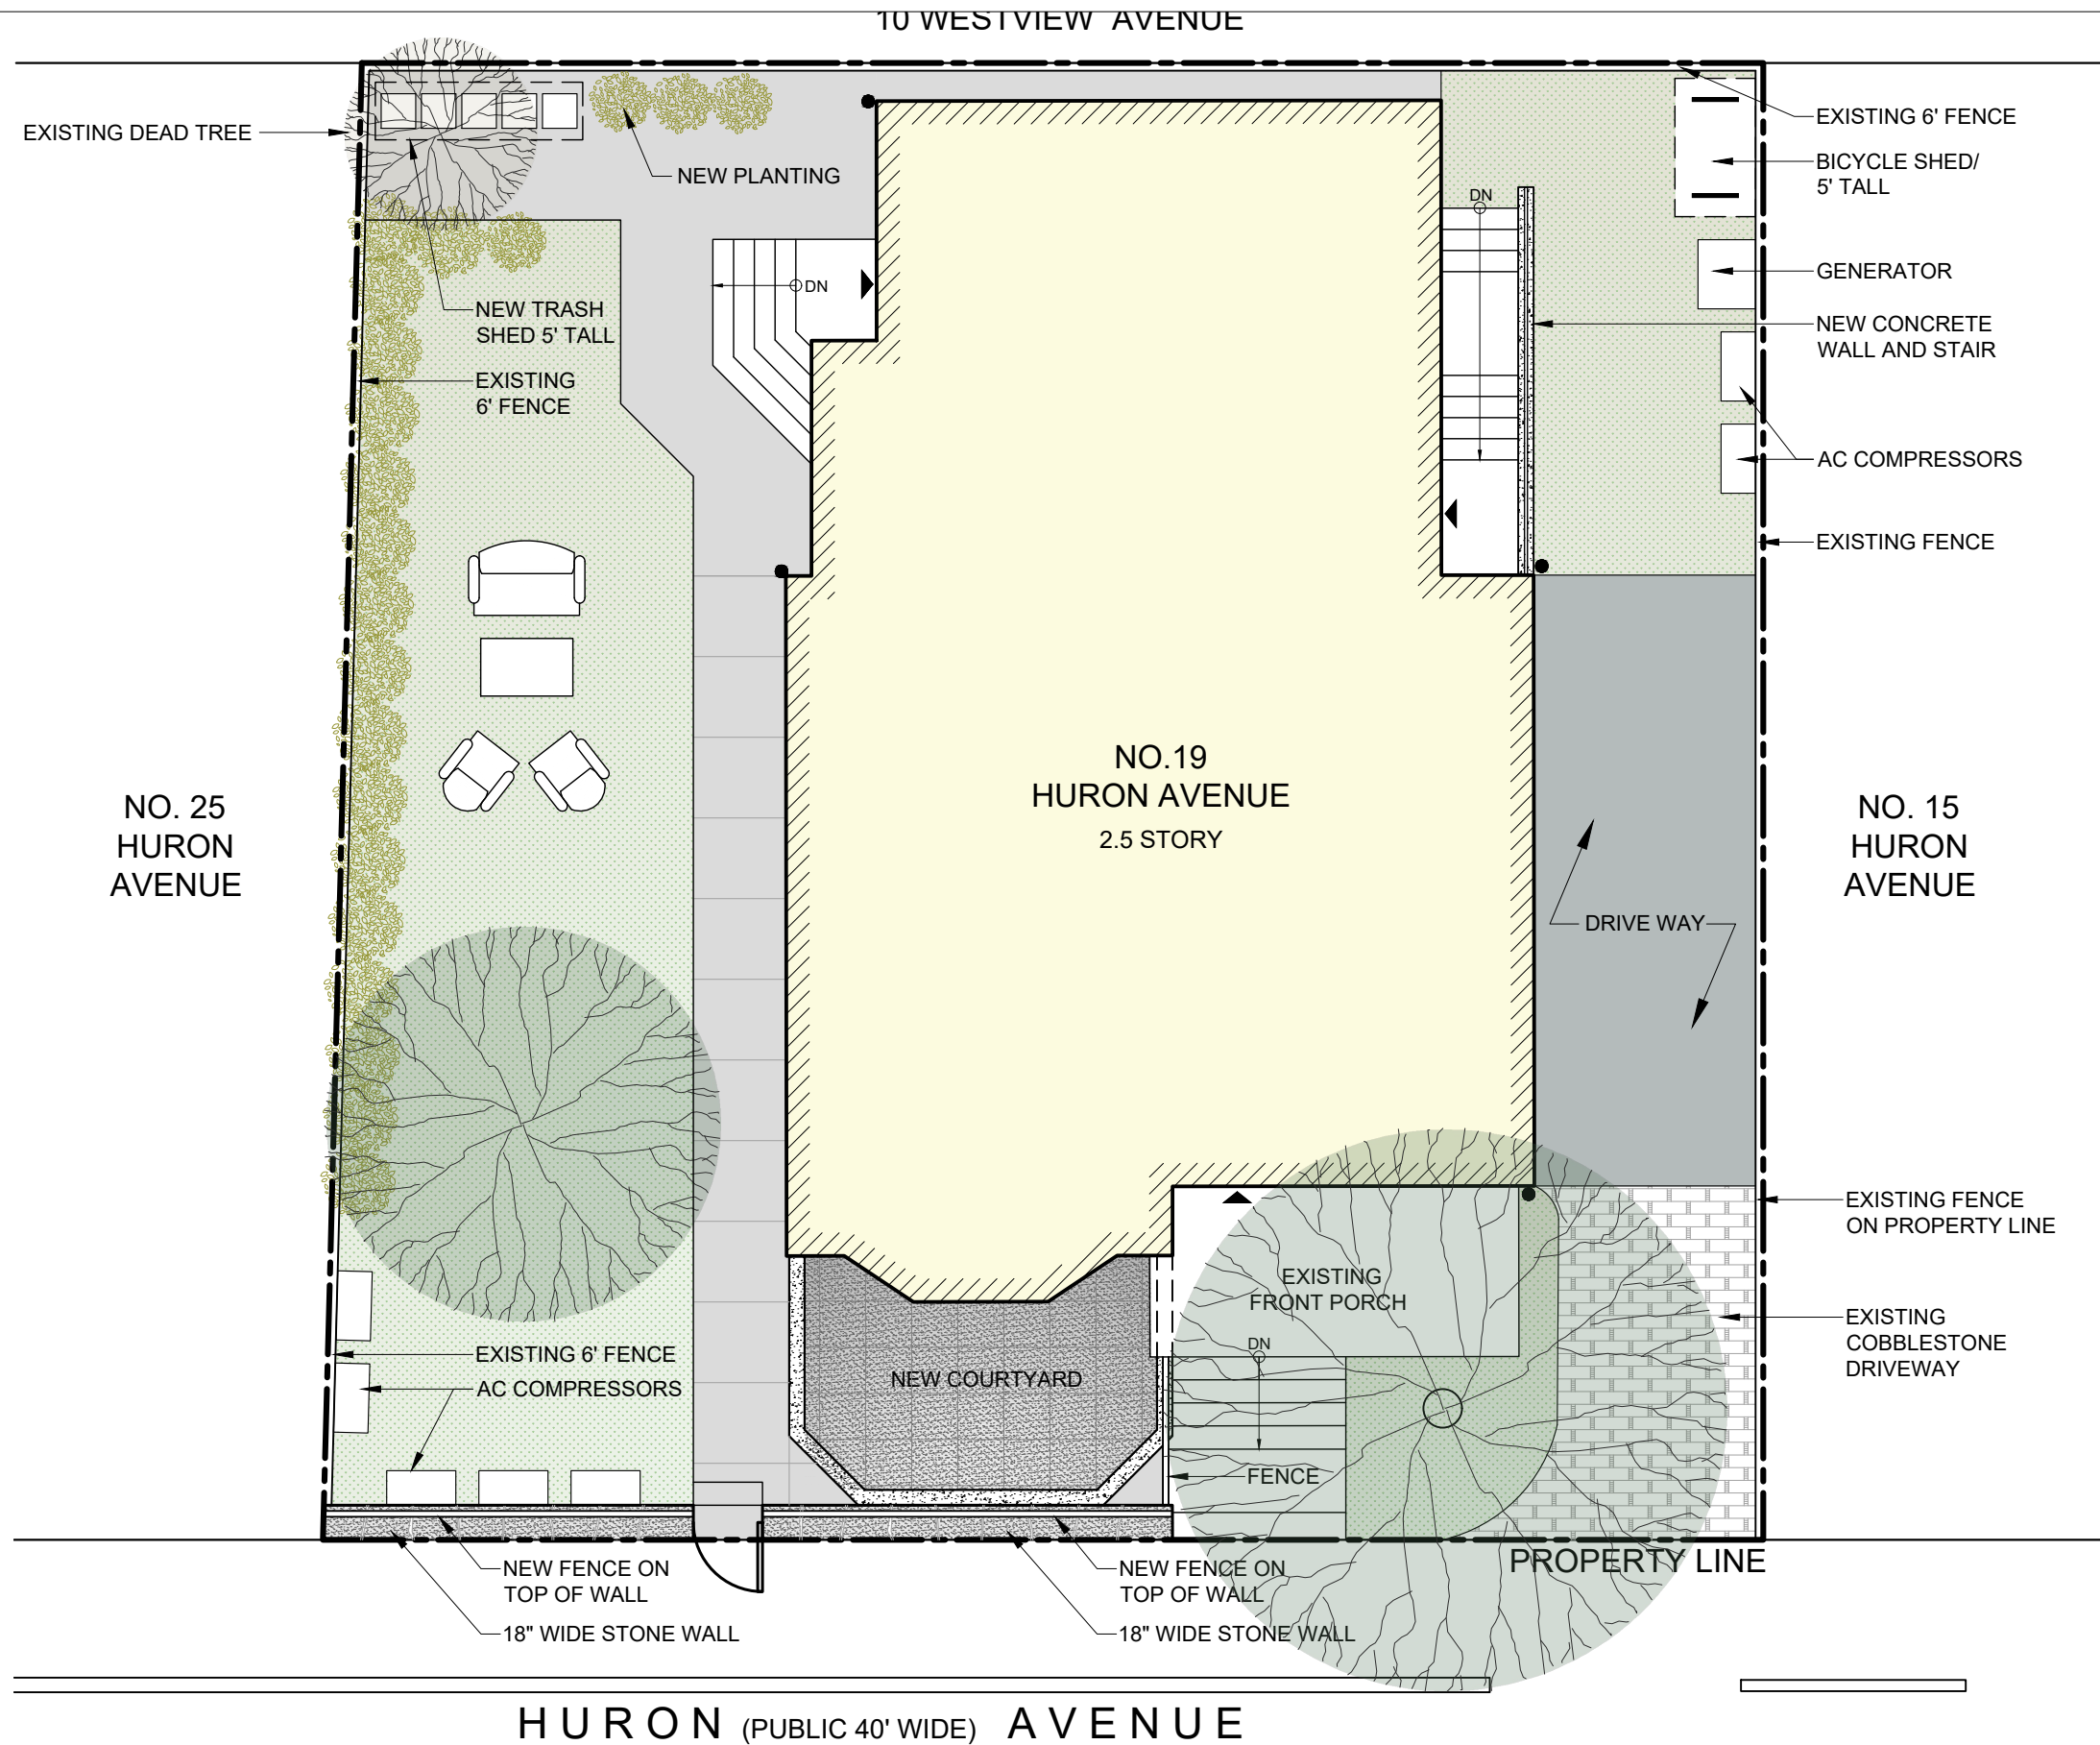 10 WESTVIEW AVENUE
EXISTING DEAD TREE
NEW PLANTING
EXISTING 6' FENCE
BICYCLE SHED/
5' TALL
DN
DN
GENERATOR
NEW TRASH
SHED 5' TALL
NEW CONCRETE
WALL AND STAIR
EXISTING
6' FENCE
AC COMPRESSORS
EXISTING FENCE
NO.19
HURON AVENUE
2.5 STORY
NO. 25
HURON
AVENUE
NO. 15
HURON
AVENUE
DRIVE WAY
EXISTING FENCE
ON PROPERTY LINE
EXISTING
FRONT PORCH
EXISTING
COBBLESTONE
DRIVEWAY
DN
EXISTING 6' FENCE
AC COMPRESSORS
NEW COURTYARD
FENCE
PROPERTY LINE
NEW FENCE ON
TOP OF WALL
NEW FENCE ON
TOP OF WALL
18" WIDE STONE WALL
18" WIDE STONE WALL
HURON (PUBLIC 40' WIDE) AVENUE